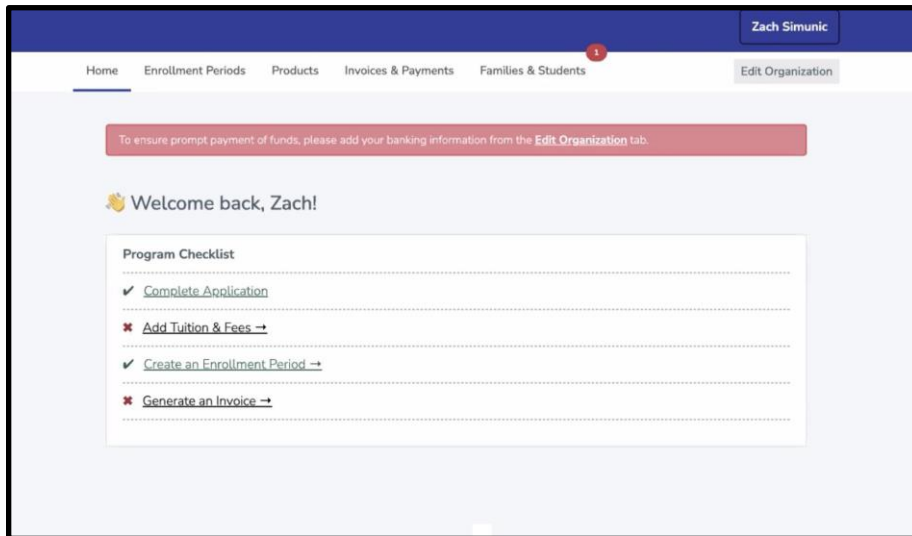 Zach Simunic
1
Home Enrollment Periods Products Invoices & Payments Families & Students Edit Organization
To ensure prompt payment of funds, please add your banking information from the Edit Organization tab.
👋 Welcome back, Zach!
Program Checklist
✔ Complete Application
✖ Add Tuition & Fees →
✔ Create an Enrollment Period →
✖ Generate an Invoice →